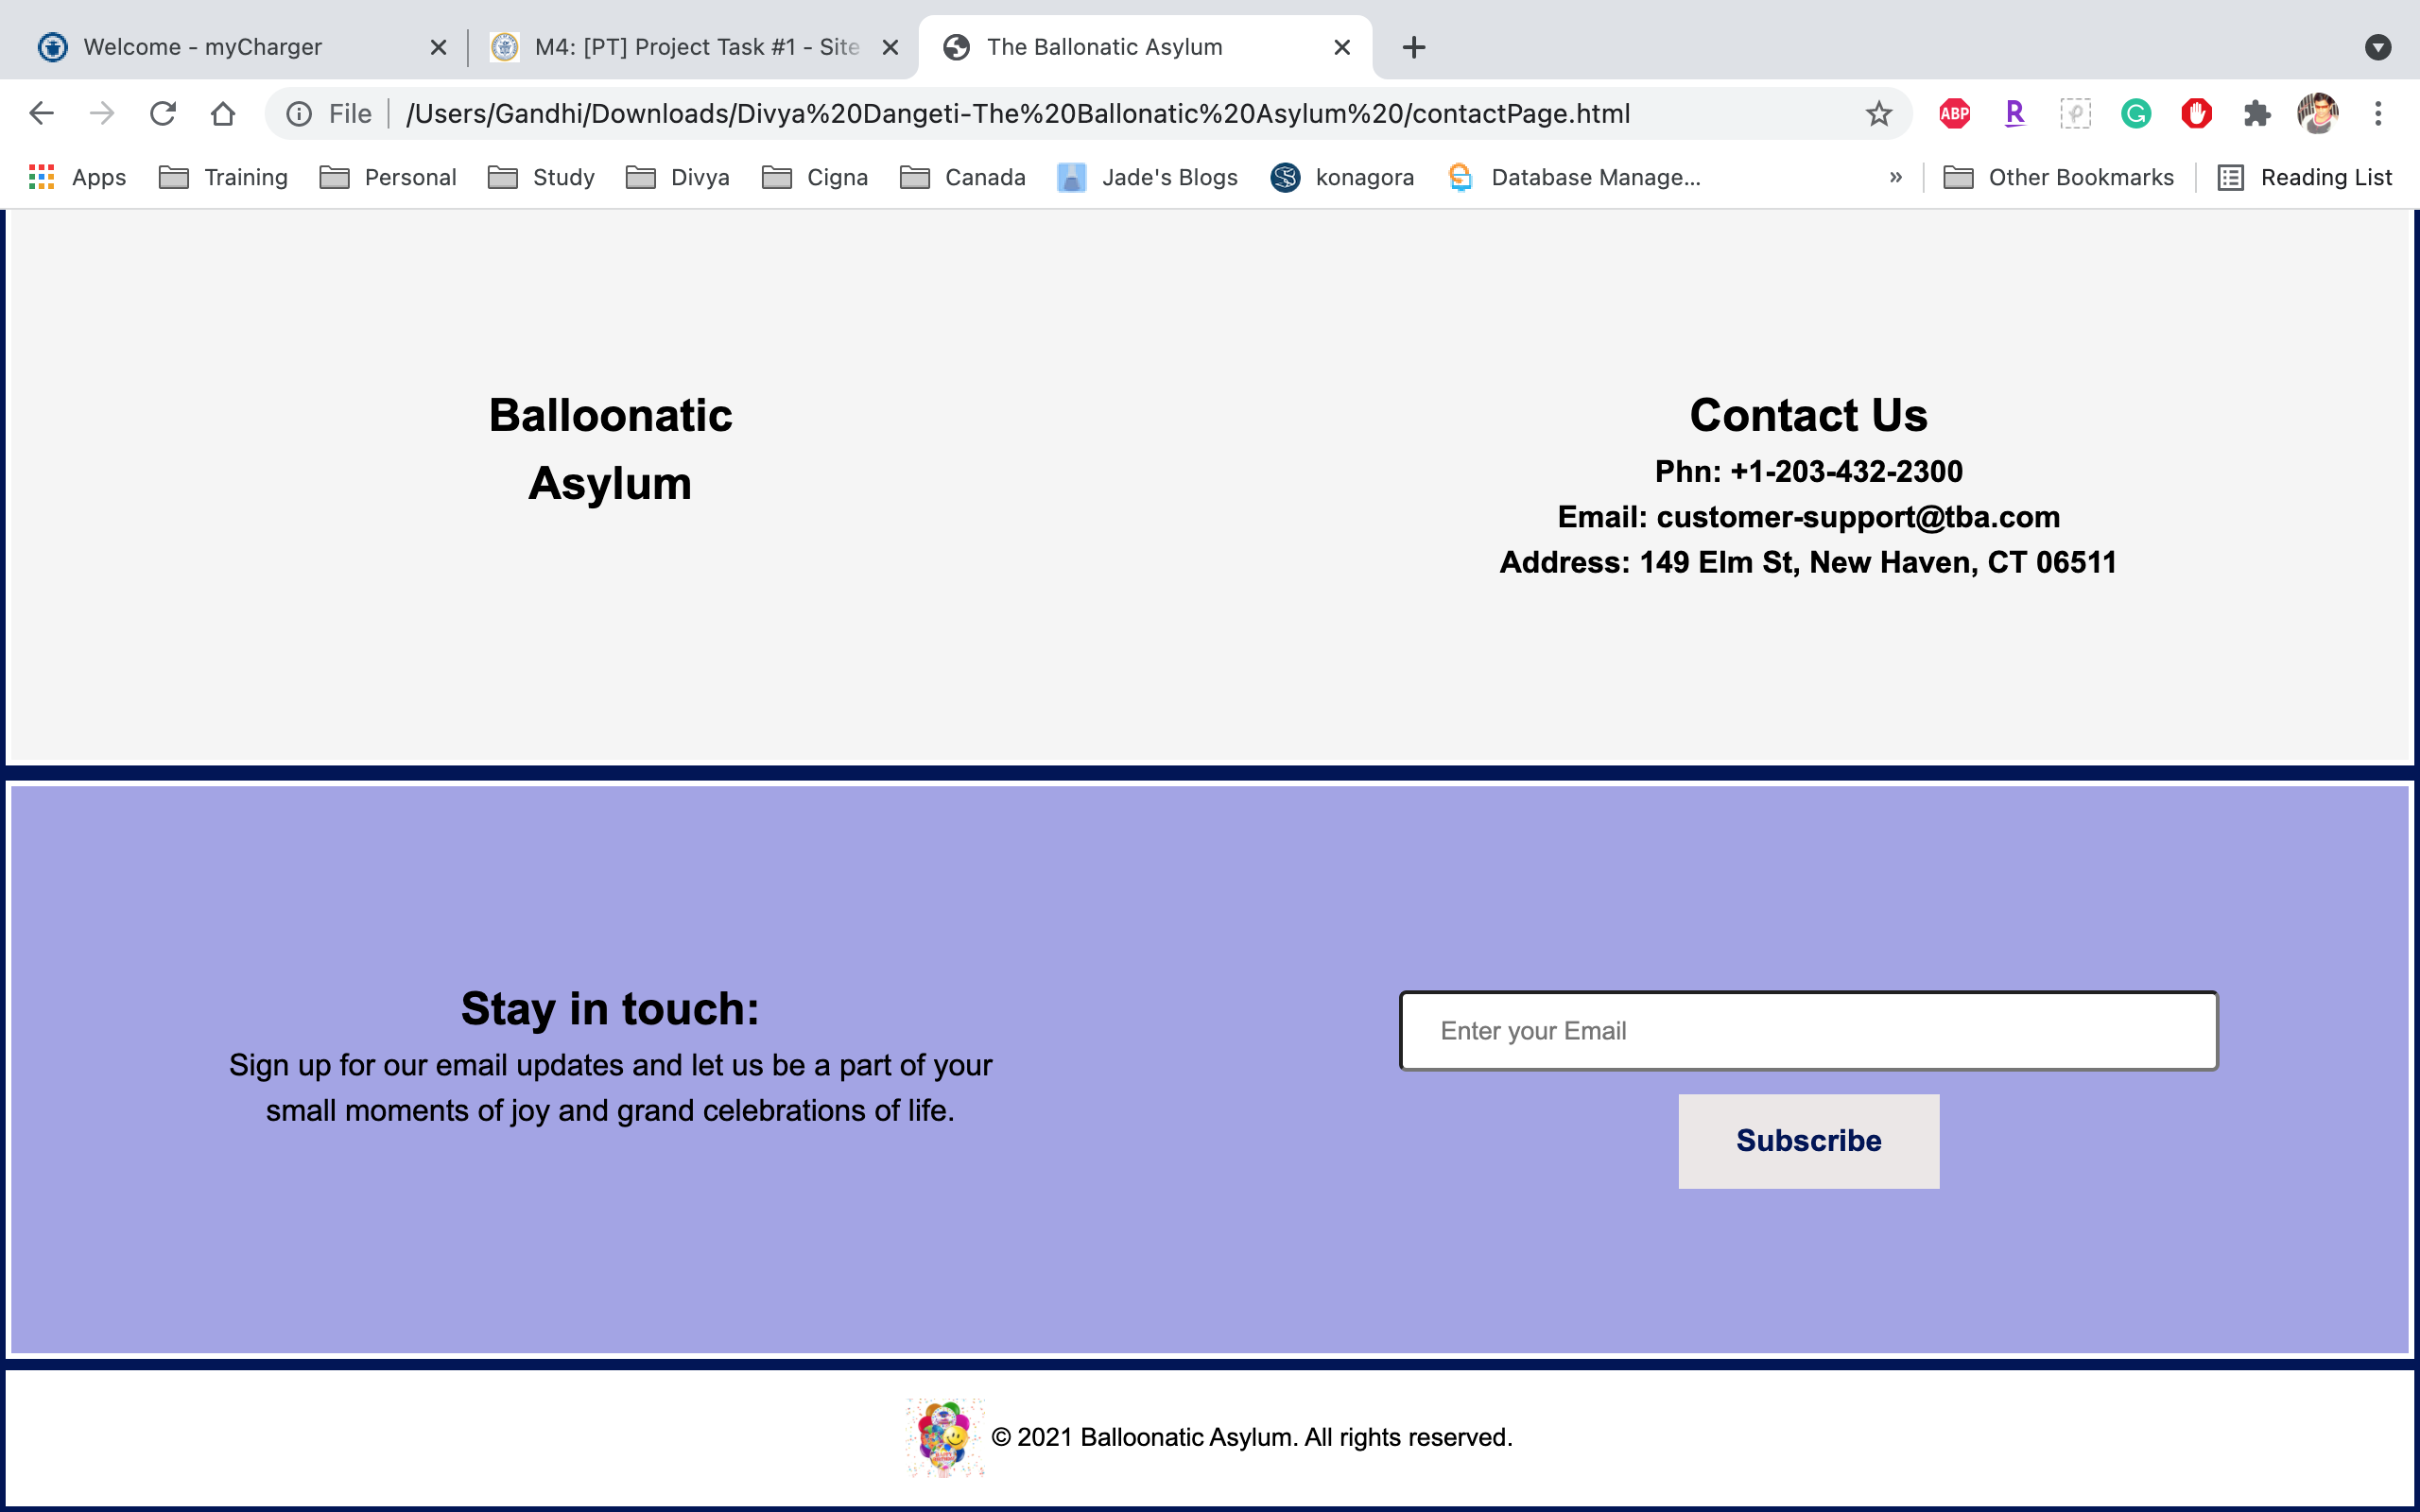 Welcome - myCharger
M4: [PT] Project Task #1 - Site
The Ballonatic Asylum
File /Users/Gandhi/Downloads/Divya%20Dangeti-The%20Ballonatic%20Asylum%20/contactPage.html
ABP R G
Apps Training Personal Study Divya Cigna Canada Jade's Blogs konagora Database Manage... » Other Bookmarks Reading List
Balloonatic
Asylum
Contact Us
Phn: +1-203-432-2300
Email: customer-support@tba.com
Address: 149 Elm St, New Haven, CT 06511
Stay in touch:
Sign up for our email updates and let us be a part of your
small moments of joy and grand celebrations of life.
Enter your Email
Subscribe
© 2021 Balloonatic Asylum. All rights reserved.